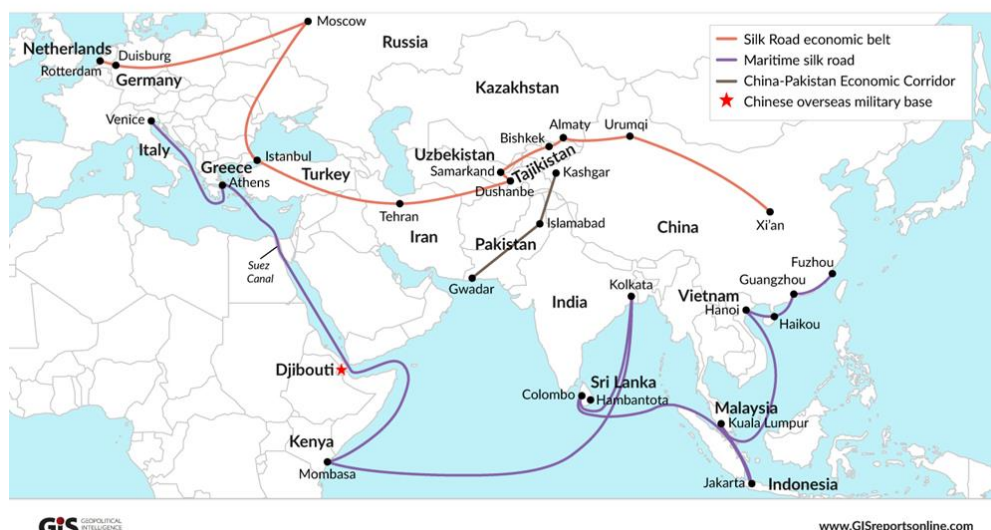 Moscow
Netherlands
Duisburg
Rotterdam
Germany
Russia
Silk Road economic belt
Maritime silk road
China-Pakistan Economic Corridor
Chinese overseas military base
Kazakhstan
Venice
Italy
Almaty
Urumqi
Bishkek
Uzbekistan
Samarkand
Tajikistan
Dushanbe
Kashgar
Istanbul
Greece
Athens
Turkey
Tehran
Iran
Islamabad
Pakistan
China
Xi'an
Suez
Canal
Gwadar
India
Kolkata
Fuzhou
Guangzhou
Vietnam
Hanoi
Haikou
Djibouti
Sri Lanka
Colombo
Hambantota
Malaysia
Kuala Lumpur
Kenya
Mombasa
Jakarta
Indonesia
GIS
GEOPOLITICAL
INTELLIGENCE
www.GISreportsonline.com